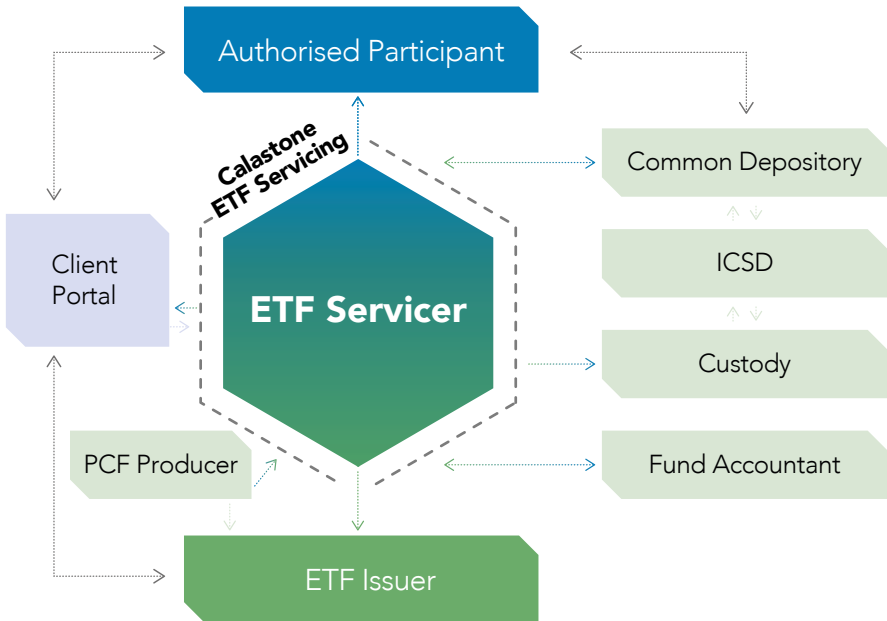 Authorised Participant
Calastone
ETF Servicing
Common Depository
Client
Portal
ICSD
ETF Servicer
Custody
PCF Producer
Fund Accountant
ETF Issuer